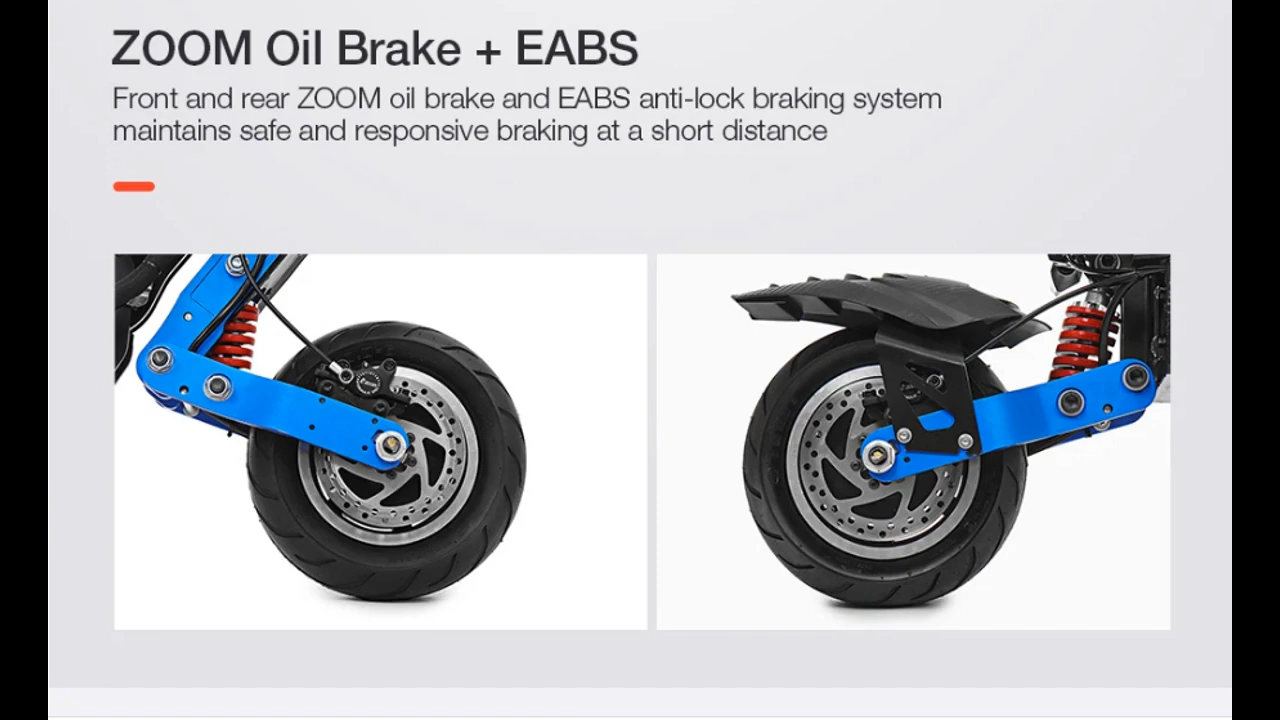 ZOOM Oil Brake + EABS
Front and rear ZOOM oil brake and EABS anti-lock braking system
maintains safe and responsive braking at a short distance